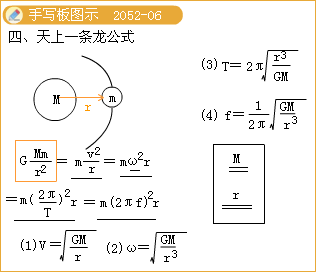 手写板图示 2052-06
四、天上一条龙公式
M r m
G Mm/r² = m v²/r = mω²r
= m(2π/T)²r = m(2πf)²r
(1) V = √(GM/r) (2) ω = √(GM/r³)
(3) T = 2π√(r³/GM)
(4) f = 1/2π √(GM/r³)
M
r